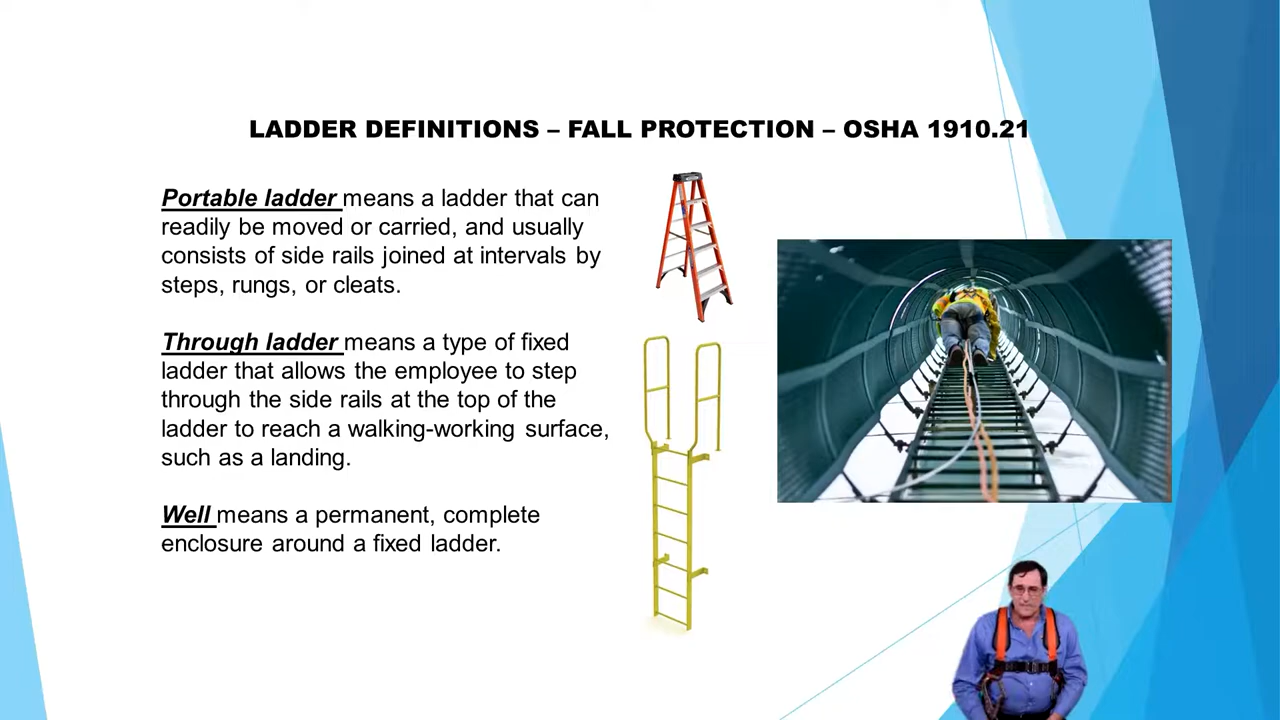 LADDER DEFINITIONS – FALL PROTECTION – OSHA 1910.21
Portable ladder means a ladder that can
readily be moved or carried, and usually
consists of side rails joined at intervals by
steps, rungs, or cleats.
Through ladder means a type of fixed
ladder that allows the employee to step
through the side rails at the top of the
ladder to reach a walking-working surface,
such as a landing.
Well means a permanent, complete
enclosure around a fixed ladder.